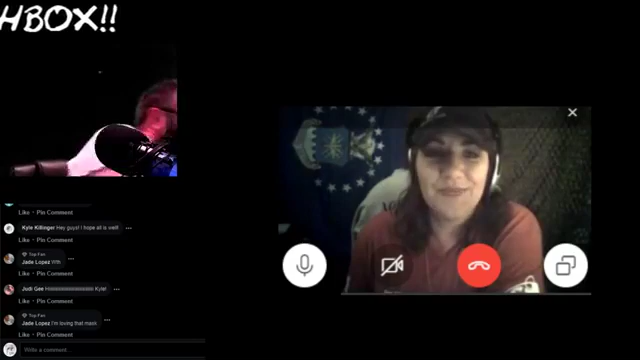 HBOX!!
Like · Pin Comment
Kyle Killinger Hey guys! I hope all is well!
Like · Pin Comment
Top Fan
Jade Lopez
Like · Pin Comment
Judi Gee Kyle!
Like · Pin Comment
Top Fan
Jade Lopez I'm loving that mask
Like · Pin Comment
Write a comment...